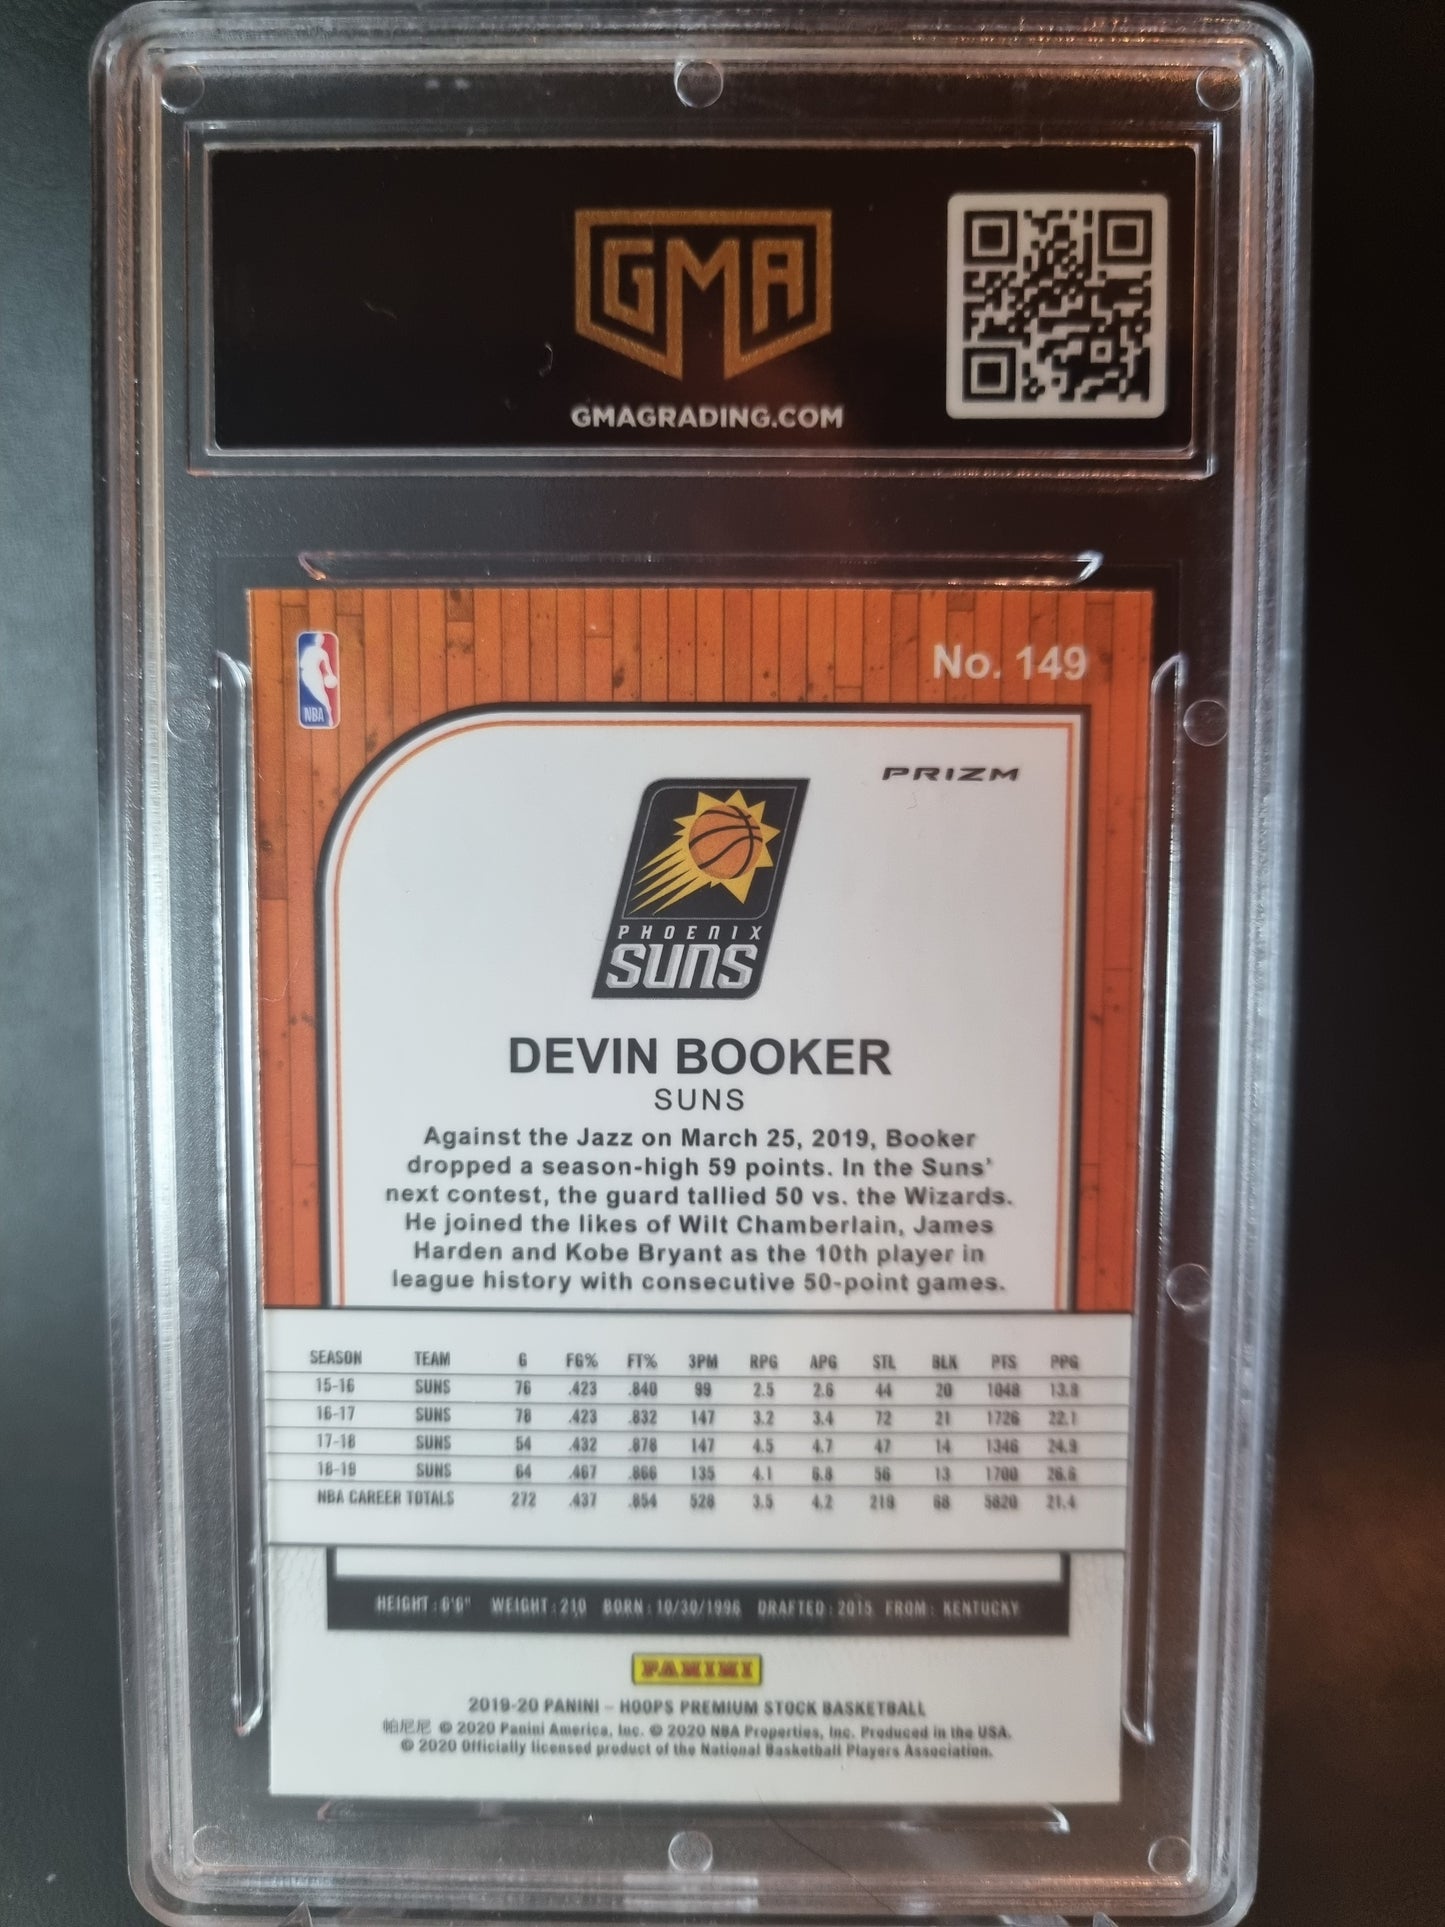 GMA
GMAGRADING.COM
No. 149
NBA
PRIZM
PHOENIX
SUNS
DEVIN BOOKER
SUNS
Against the Jazz on March 25, 2019, Booker
dropped a season-high 59 points. In the Suns'
next contest, the guard tallied 50 vs. the Wizards.
He joined the likes of Wilt Chamberlain, James
Harden and Kobe Bryant as the 10th player in
league history with consecutive 50-point games.
SEASON TEAM G FG% FT% 3PM RPG APG STL BLK PTS PPG
15-16 SUNS 76 .423 .840 99 2.5 2.6 44 20 1048 13.8
16-17 SUNS 78 .423 .832 147 3.2 3.4 72 21 1726 22.1
17-18 SUNS 54 .432 .878 147 4.5 4.7 47 14 1346 24.9
18-19 SUNS 64 .467 .866 135 4.1 6.8 56 13 1700 26.6
NBA CAREER TOTALS 272 .437 .854 528 3.5 4.2 219 68 5820 21.4
HEIGHT : 6'6" WEIGHT : 210 BORN : 10/30/1996 DRAFTED : 2015 FROM : KENTUCKY
PANINI
2019-20 PANINI – HOOPS PREMIUM STOCK BASKETBALL
帕尼尼 © 2020 Panini America, Inc. © 2020 NBA Properties, Inc. Produced in the USA.
© 2020 Officially licensed product of the National Basketball Players Association.